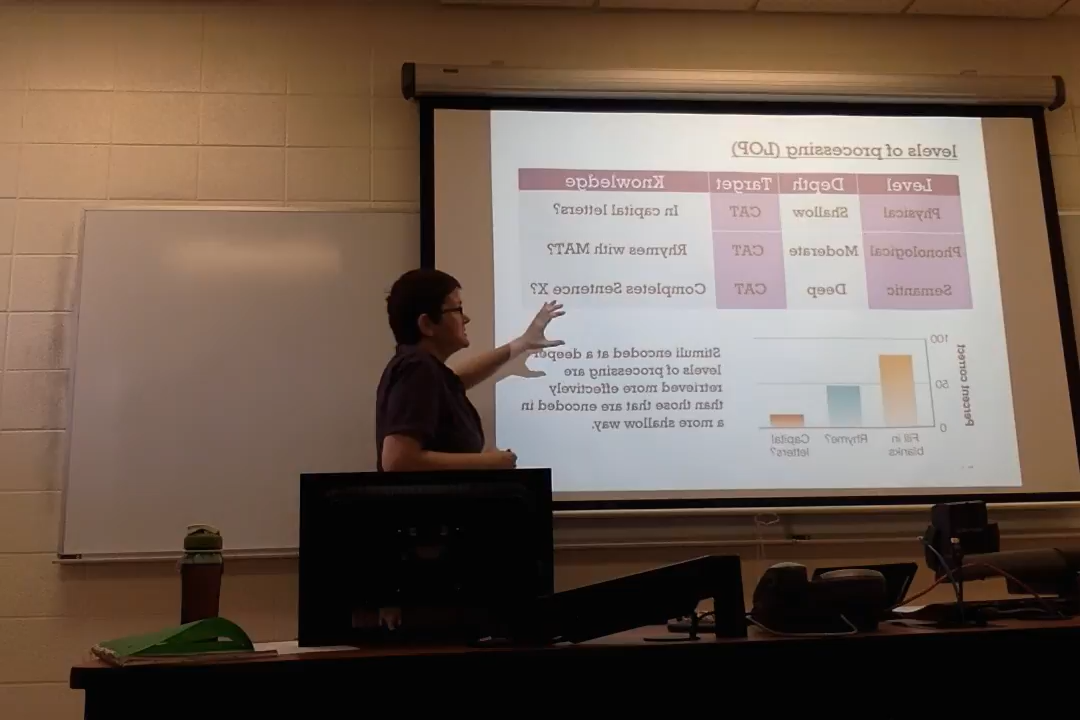 levels of processing (LOP)
Level Depth Target Knowledge
Physical Shallow CAT In capital letters?
Phonological Moderate CAT Rhymes with MAT?
Semantic Deep CAT Completes Sentence X?
Stimuli encoded at a deeper
levels of processing are
retrieved more effectively
than those that are encoded in
a more shallow way.
Percent correct
100
50
0
Fill in
blanks
Rhyme?
Capital
letters?